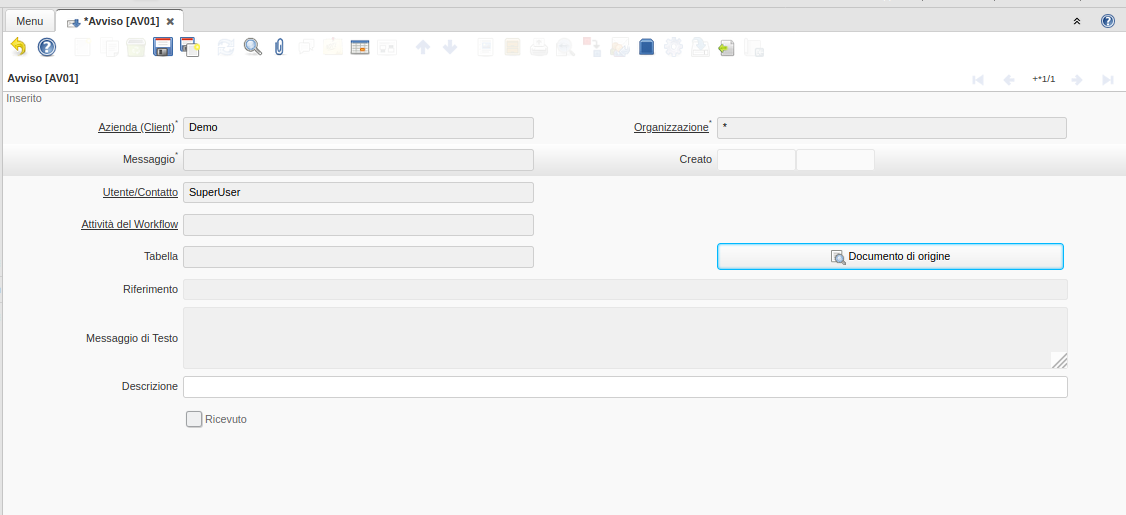 Menu
*Avviso [AV01]
Avviso [AV01]
+*1/1
Inserito
Azienda (Client)* Demo
Organizzazione* *
Messaggio*
Creato
Utente/Contatto SuperUser
Attività del Workflow
Tabella
Documento di origine
Riferimento
Messaggio di Testo
Descrizione
Ricevuto